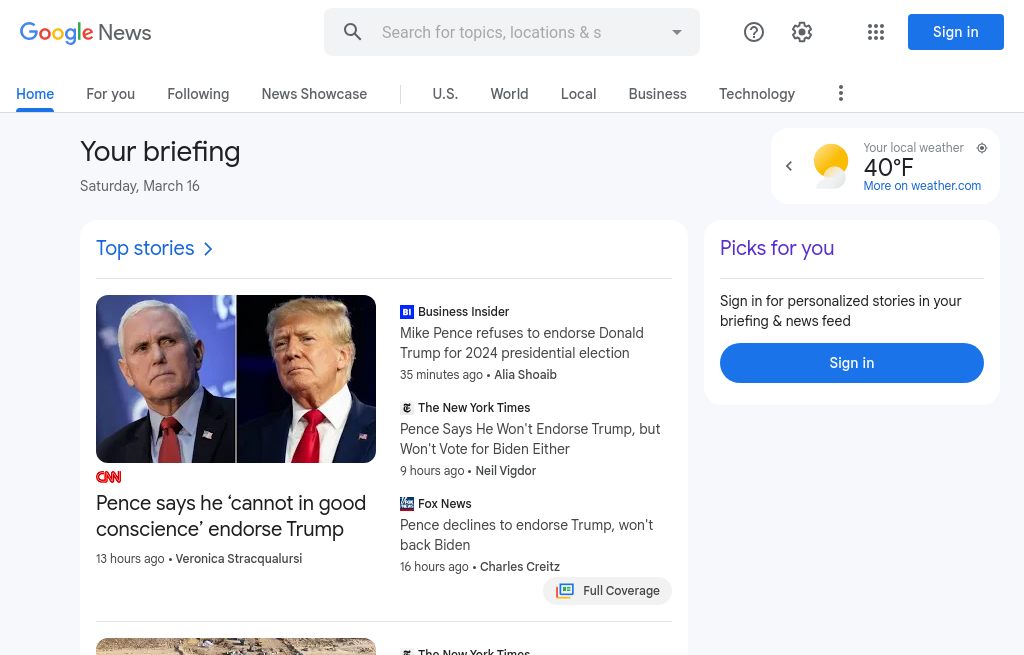 Google News
Search for topics, locations & s
Sign in
Home
For you
Following
News Showcase
U.S.
World
Local
Business
Technology
Your briefing
Saturday, March 16
Your local weather
40°F
More on weather.com
Top stories
CNN
Pence says he ‘cannot in good
conscience’ endorse Trump
13 hours ago • Veronica Stracqualursi
BI Business Insider
Mike Pence refuses to endorse Donald
Trump for 2024 presidential election
35 minutes ago • Alia Shoaib
The New York Times
Pence Says He Won't Endorse Trump, but
Won't Vote for Biden Either
9 hours ago • Neil Vigdor
Fox News
Pence declines to endorse Trump, won't
back Biden
16 hours ago • Charles Creitz
Full Coverage
The New York Times
Picks for you
Sign in for personalized stories in your
briefing & news feed
Sign in